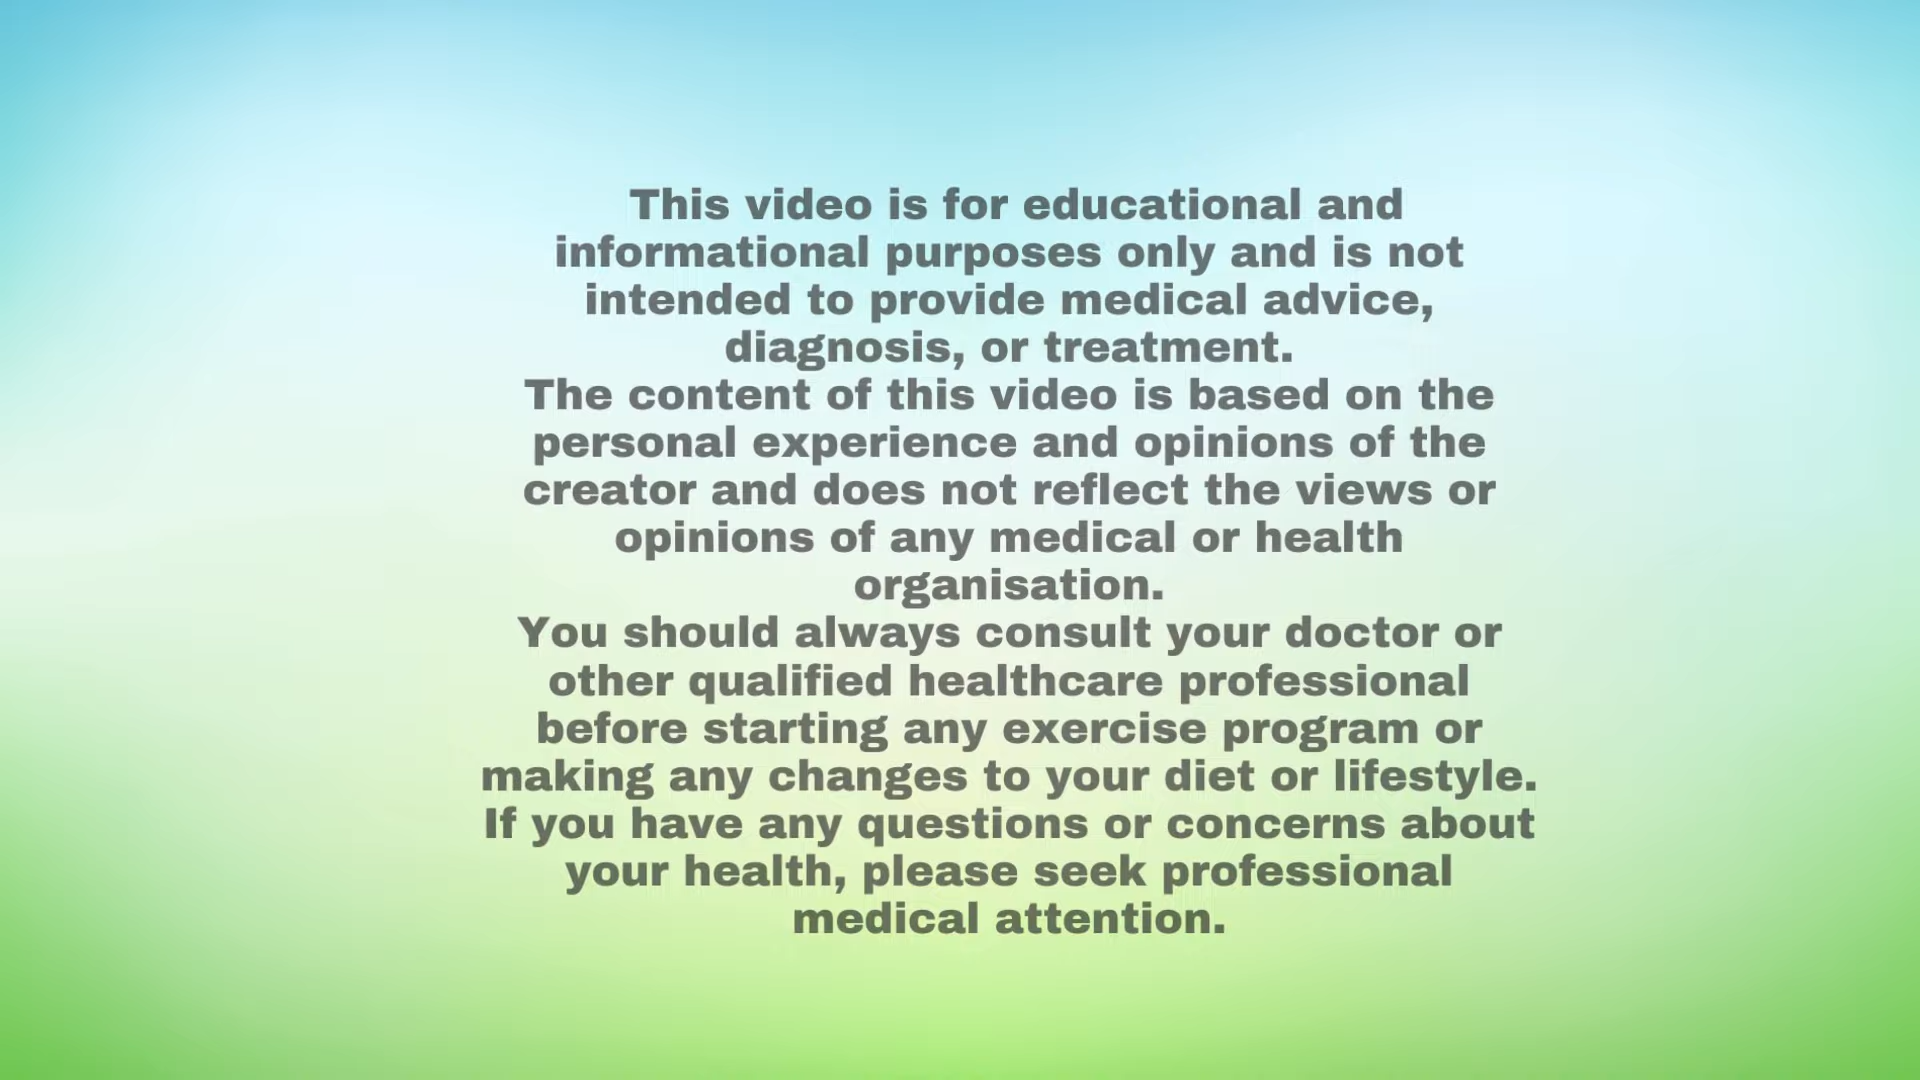 This video is for educational and
informational purposes only and is not
intended to provide medical advice,
diagnosis, or treatment.
The content of this video is based on the
personal experience and opinions of the
creator and does not reflect the views or
opinions of any medical or health
organisation.
You should always consult your doctor or
other qualified healthcare professional
before starting any exercise program or
making any changes to your diet or lifestyle.
If you have any questions or concerns about
your health, please seek professional
medical attention.